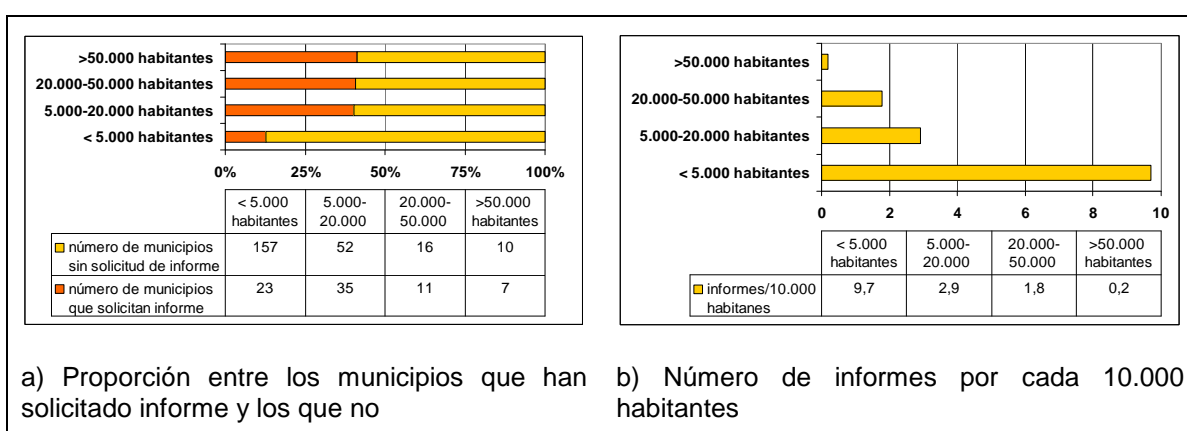 >50.000 habitantes
20.000-50.000 habitantes
5.000-20.000 habitantes
< 5.000 habitantes
0% 25% 50% 75% 100%
< 5.000 5.000- 20.000- >50.000
habitantes 20.000 50.000 habitantes
número de municipios 157 52 16 10
sin solicitud de informe
número de municipios 23 35 11 7
que solicitan informe
a) Proporción entre los municipios que han
solicitado informe y los que no
>50.000 habitantes
20.000-50.000 habitantes
5.000-20.000 habitantes
< 5.000 habitantes
0 2 4 6 8 10
< 5.000 5.000- 20.000- >50.000
habitantes 20.000 50.000 habitantes
informes/10.000 9,7 2,9 1,8 0,2
habitanes
b) Número de informes por cada 10.000
habitantes